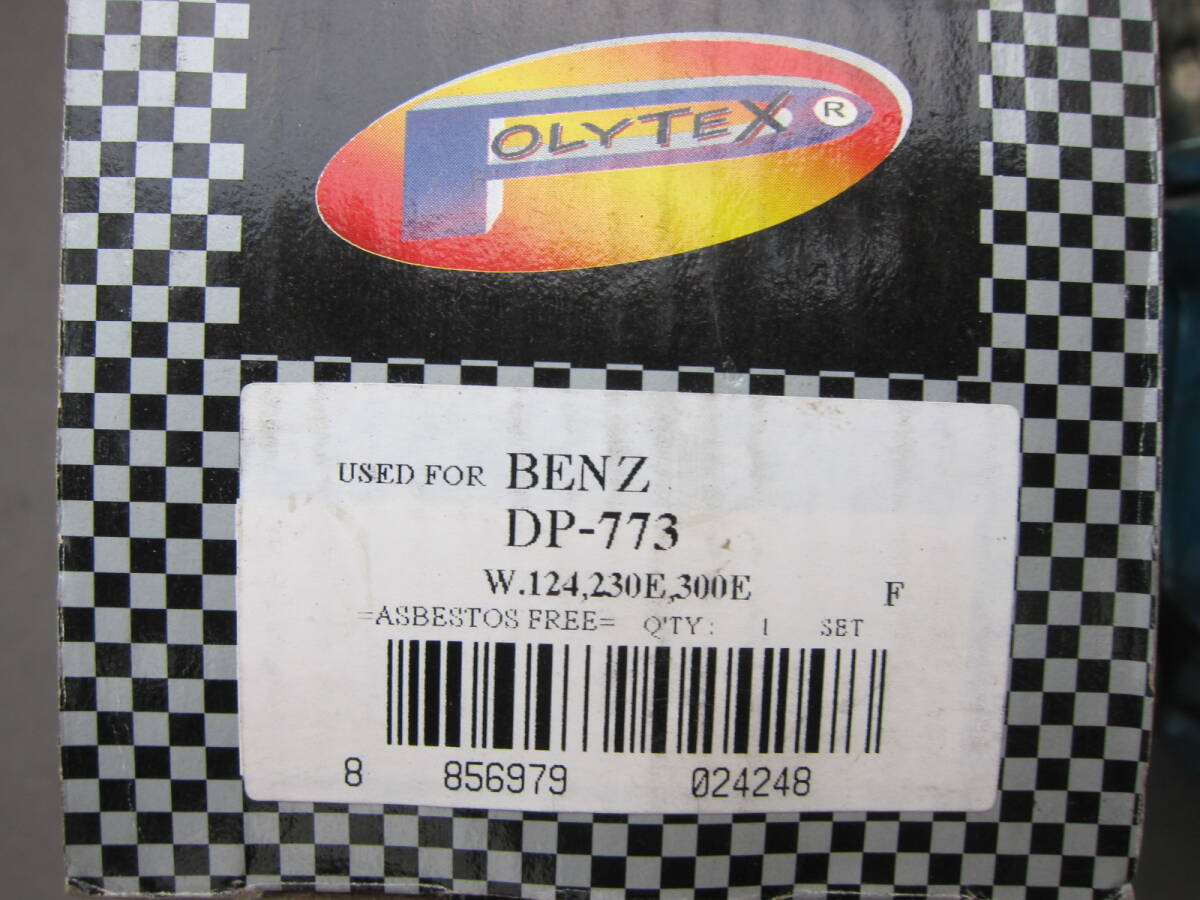 POLYTEX ®
USED FOR BENZ
DP-773
W.124,230E,300E F
=ASBESTOS FREE= Q'TY: 1 SET
8 856979 024248